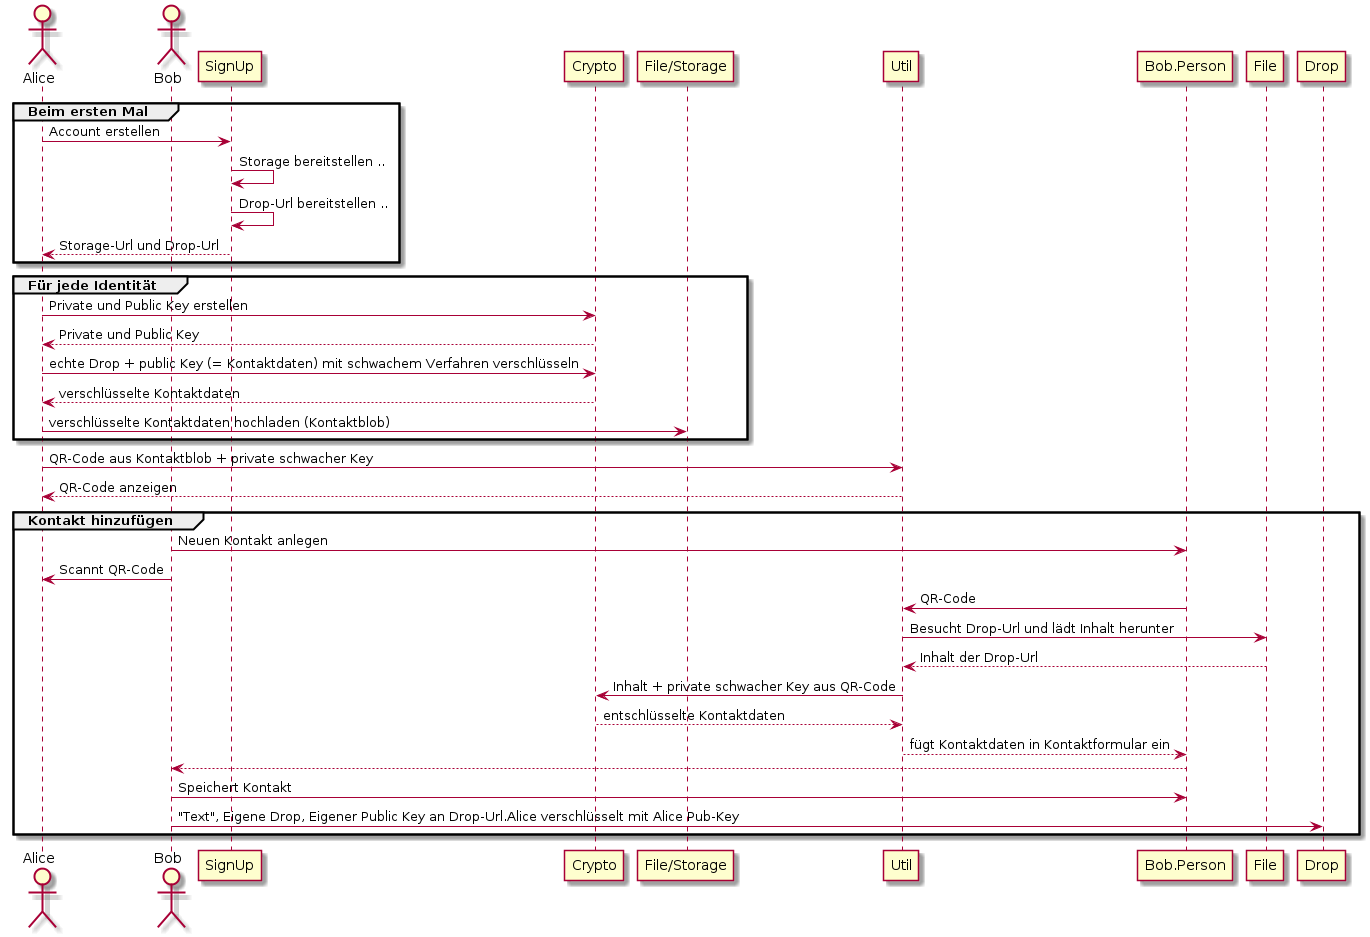 Alice
Bob
SignUp
Crypto
File/Storage
Util
Bob.Person
File
Drop
Beim ersten Mal
Account erstellen
Storage bereitstellen ..
Drop-Url bereitstellen ..
Storage-Url und Drop-Url
Für jede Identität
Private und Public Key erstellen
Private und Public Key
echte Drop + public Key (= Kontaktdaten) mit schwachem Verfahren verschlüsseln
verschlüsselte Kontaktdaten
verschlüsselte Kontaktdaten hochladen (Kontaktblob)
QR-Code aus Kontaktblob + private schwacher Key
QR-Code anzeigen
Kontakt hinzufügen
Neuen Kontakt anlegen
Scannt QR-Code
QR-Code
Besucht Drop-Url und lädt Inhalt herunter
Inhalt der Drop-Url
Inhalt + private schwacher Key aus QR-Code
entschlüsselte Kontaktdaten
fügt Kontaktdaten in Kontaktformular ein
Speichert Kontakt
"Text", Eigene Drop, Eigener Public Key an Drop-Url.Alice verschlüsselt mit Alice Pub-Key
Alice
Bob
SignUp
Crypto
File/Storage
Util
Bob.Person
File
Drop